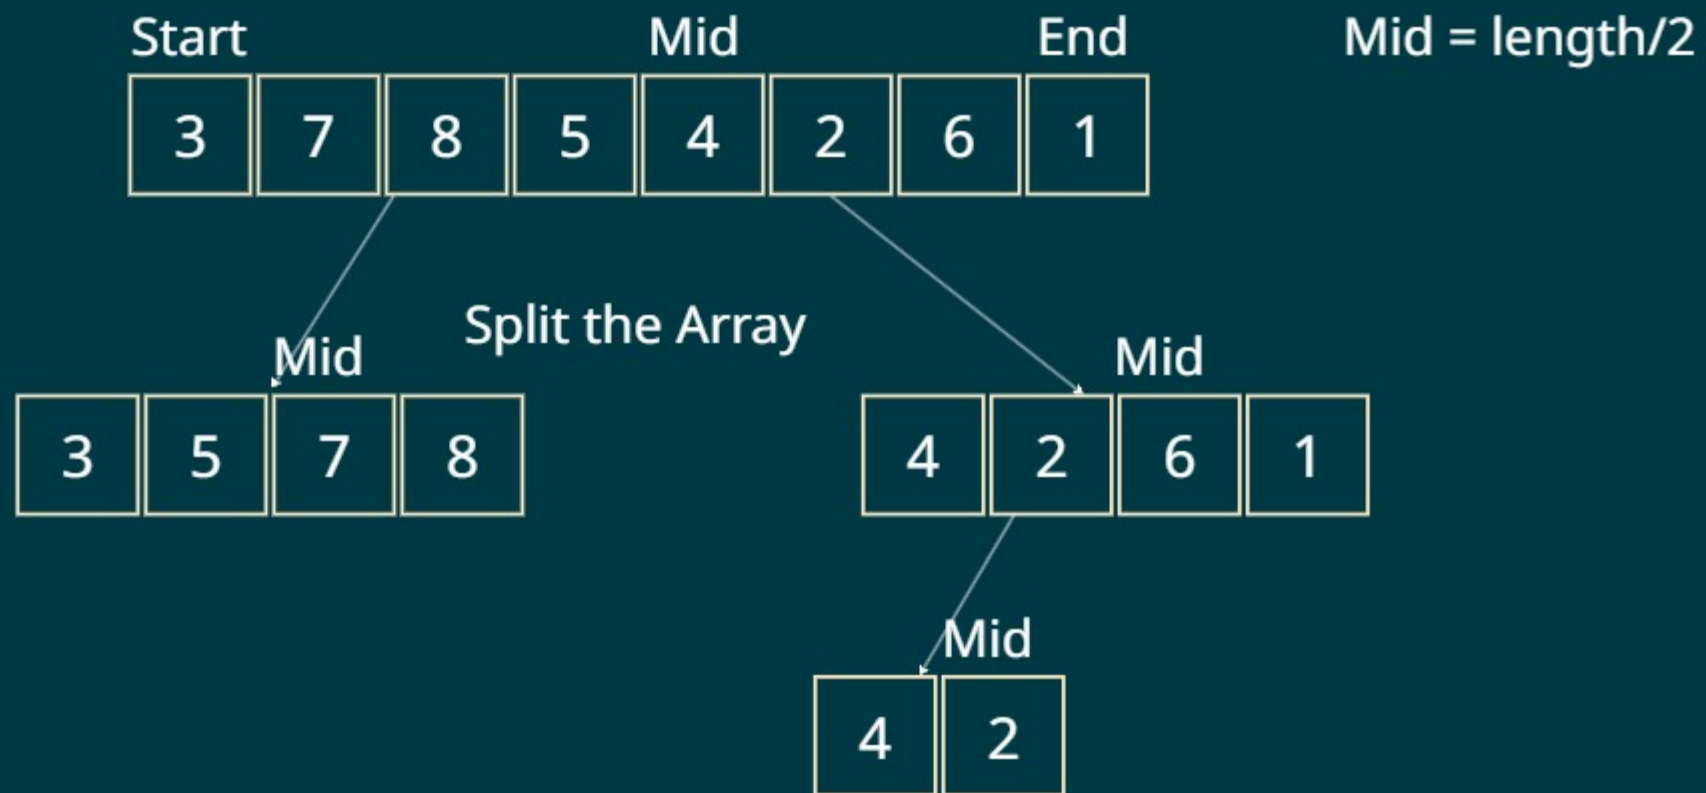 Start Mid End Mid = length/2
3 7 8 5 4 2 6 1
Split the Array
Mid Mid
3 5 7 8 4 2 6 1
Mid
4 2